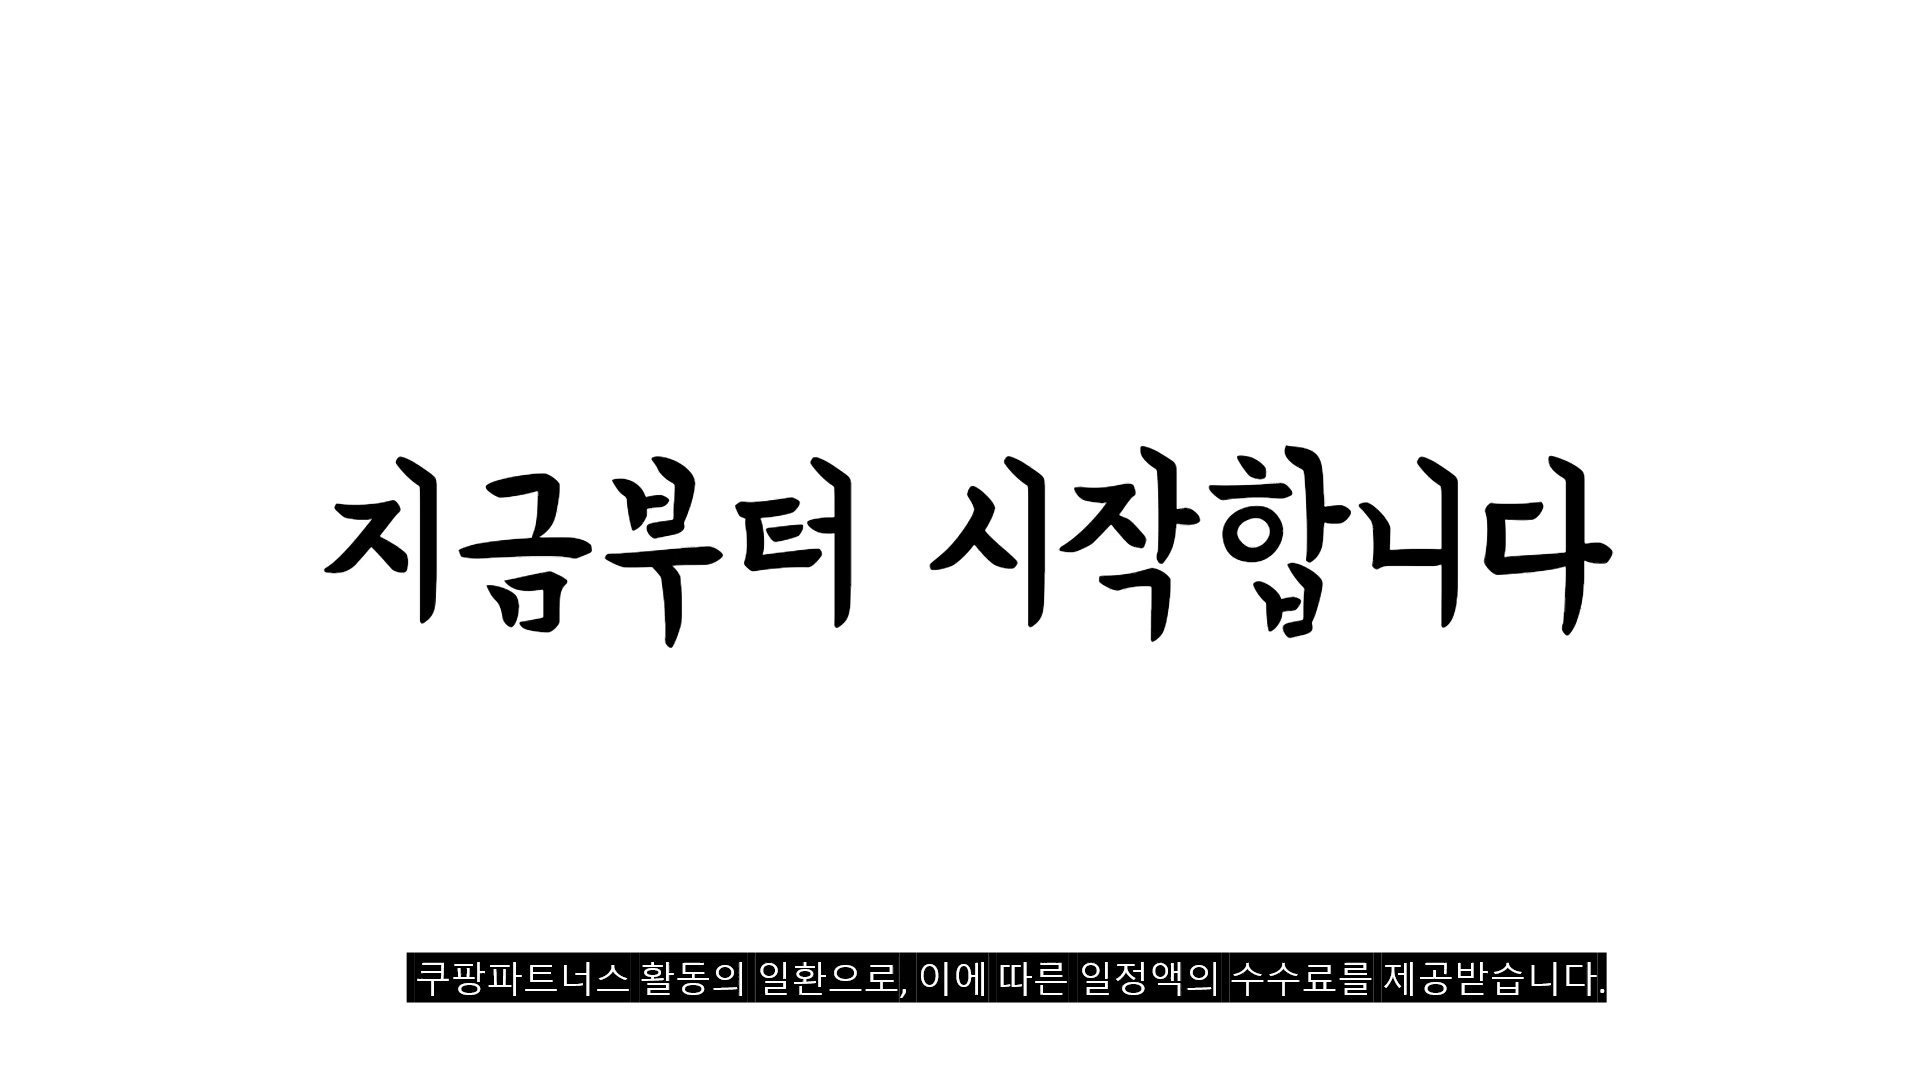 지금부터 시작합니다
쿠팡파트너스 활동의 일환으로, 이에 따른 일정액의 수수료를 제공받습니다.